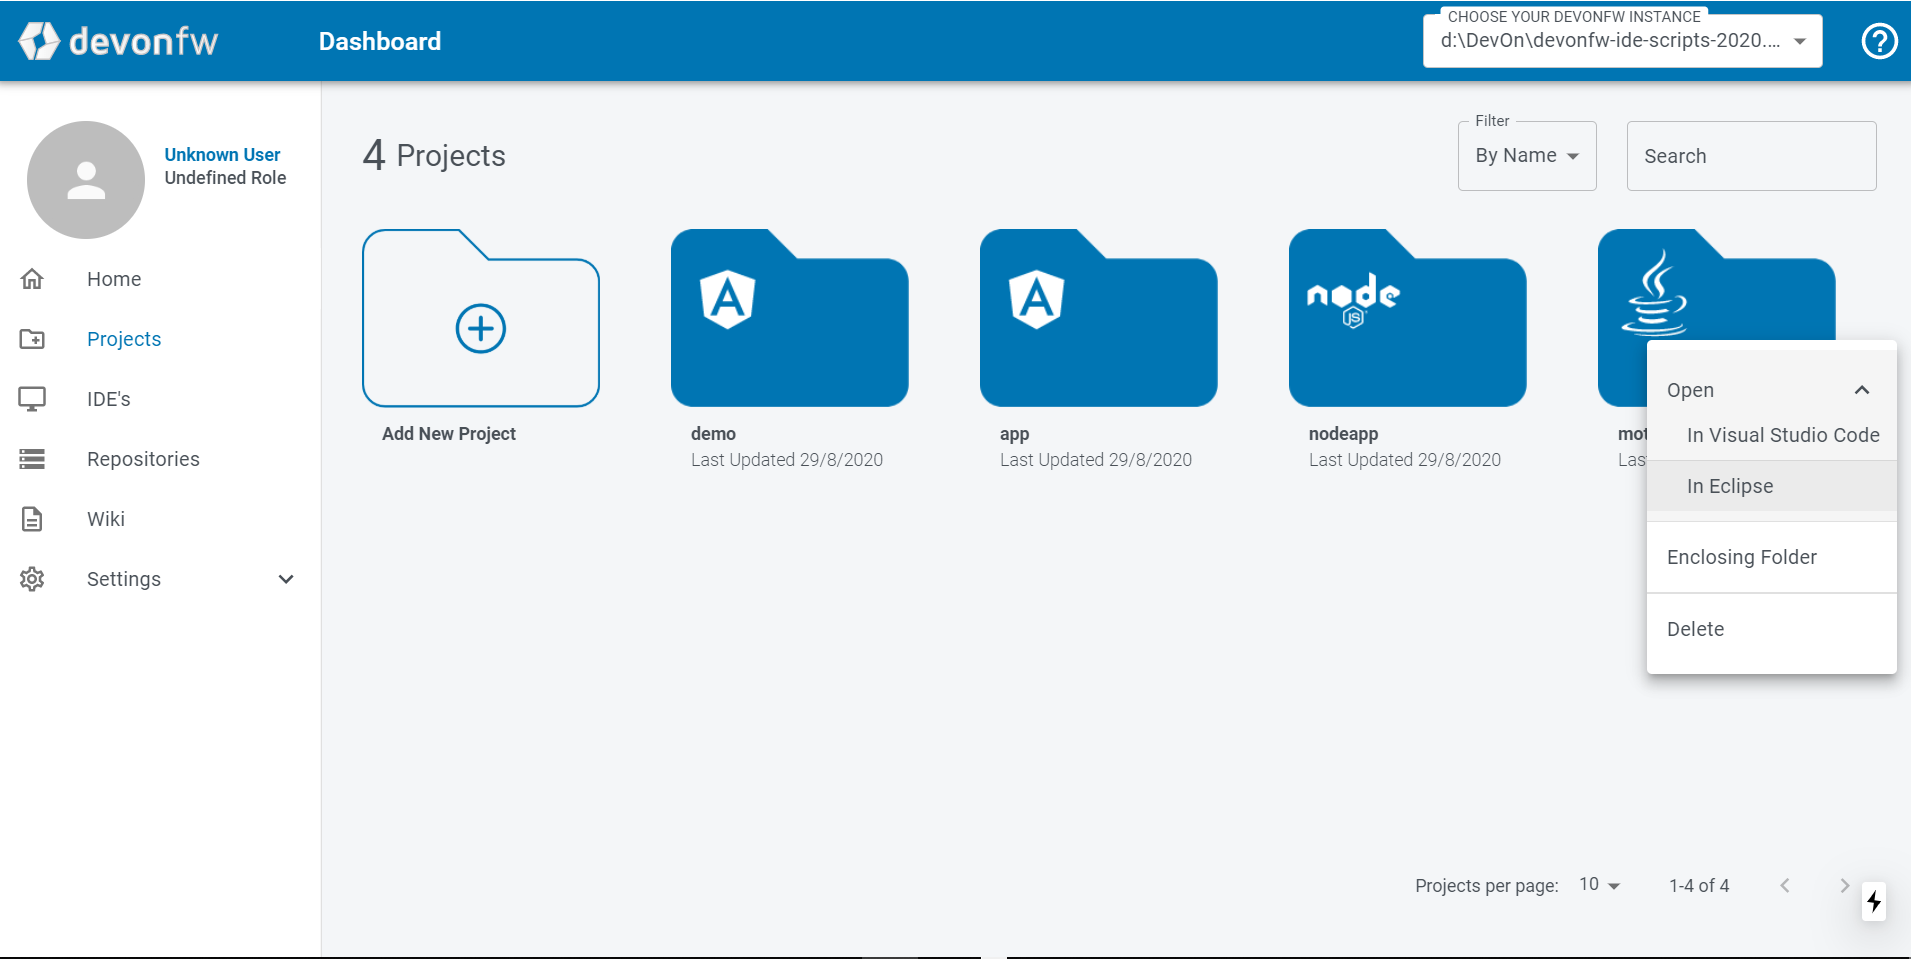 devonfw
Dashboard
CHOOSE YOUR DEVONFW INSTANCE
d:\DevOn\devonfw-ide-scripts-2020....
Unknown User
Undefined Role
Home
Projects
IDE's
Repositories
Wiki
Settings
4 Projects
Filter
By Name
Search
node
JS
Add New Project
demo
Last Updated 29/8/2020
app
Last Updated 29/8/2020
nodeapp
Last Updated 29/8/2020
mot
Las
Open
In Visual Studio Code
In Eclipse
Enclosing Folder
Delete
Projects per page: 10 1-4 of 4